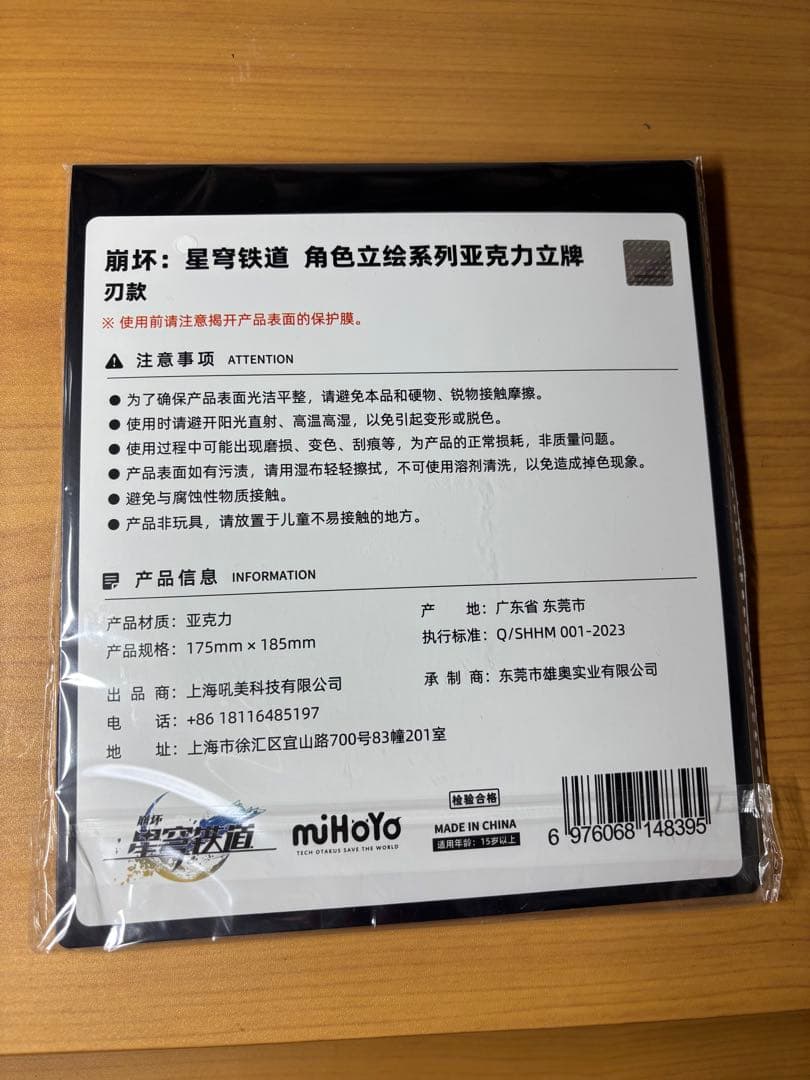 崩坏：星穹铁道 角色立绘系列亚克力立牌
刃款
※ 使用前请注意揭开产品表面的保护膜。
注意事项 ATTENTION
● 为了确保产品表面光洁平整，请避免本品和硬物、锐物接触摩擦。
● 使用时请避开阳光直射、高温高湿，以免引起变形或脱色。
● 使用过程中可能出现磨损、变色、刮痕等，为产品的正常损耗，非质量问题。
● 产品表面如有污渍，请用湿布轻轻擦拭，不可使用溶剂清洗，以免造成掉色现象。
● 避免与腐蚀性物质接触。
● 产品非玩具，请放置于儿童不易接触的地方。
产品信息 INFORMATION
产品材质：亚克力
产品规格：175mm × 185mm
产 地：广东省 东莞市
执行标准：Q/SHHM 001-2023
出 品 商：上海吼美科技有限公司
电 话：+86 18116485197
地 址：上海市徐汇区宜山路700号83幢201室
承 制 商：东莞市雄奥实业有限公司
崩坏
星穹铁道
miHoYo
TECH OTAKUS SAVE THE WORLD
检验合格
MADE IN CHINA
适用年龄：15岁以上
6 976068 148395